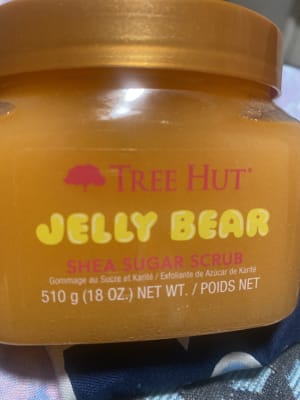 TREE HUT®
JELLY BEAR
SHEA SUGAR SCRUB
Gommage au Sucre et Karité / Exfoliante de Azúcar de Karité
510 g (18 OZ.) NET WT. / POIDS NET